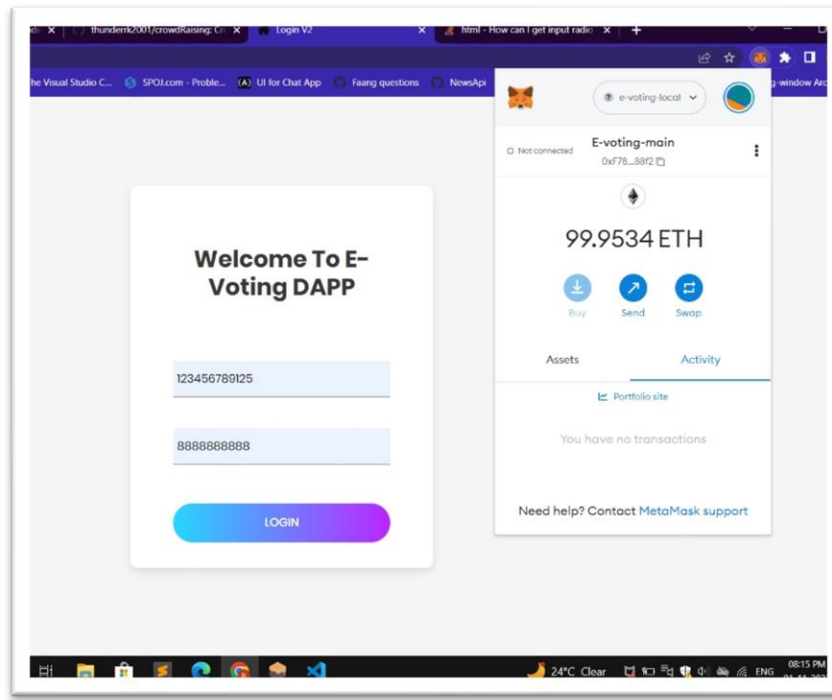 thunderrk2001/crowdRaising: Cr
Login V2
html - How can I get input radio
he Visual Studio C...
SPOJ.com - Proble...
UI for Chat App
Faang questions
NewsApi
g-window Arc
e-voting-local
Not connected
E-voting-main
0xF78...88f2
99.9534 ETH
Buy
Send
Swap
Assets
Activity
Portfolio site
You have no transactions
Need help? Contact MetaMask support
Welcome To E-
Voting DAPP
123456789125
8888888888
LOGIN
24°C Clear
ENG
08:15 PM